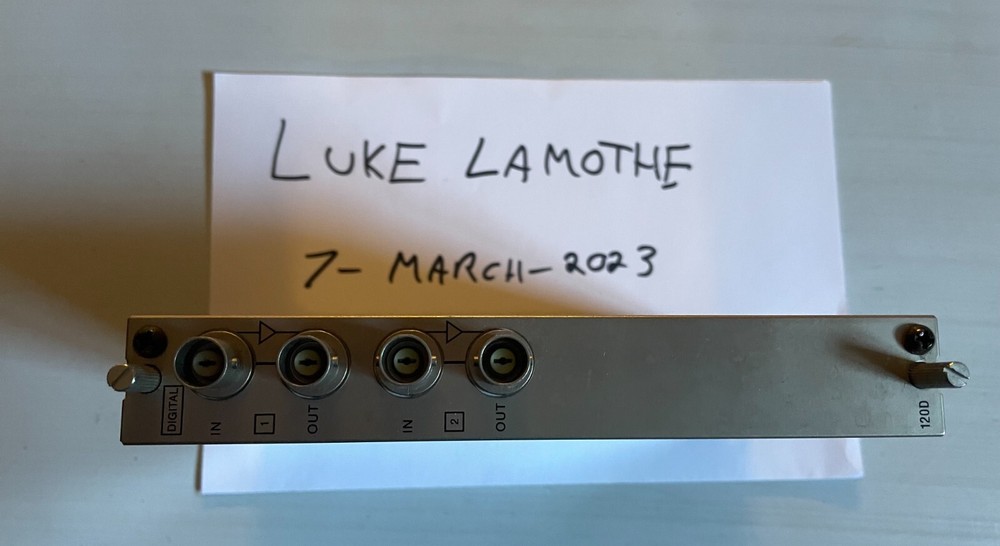 LUKE LAMOTHE
7- MARCH-2023
DIGITAL
IN
1
OUT
IN
2
OUT
120D